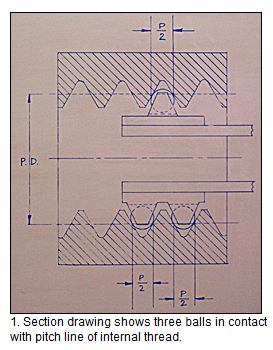 P
2
P.D.
P
2
P
2
1. Section drawing shows three balls in contact
with pitch line of internal thread.